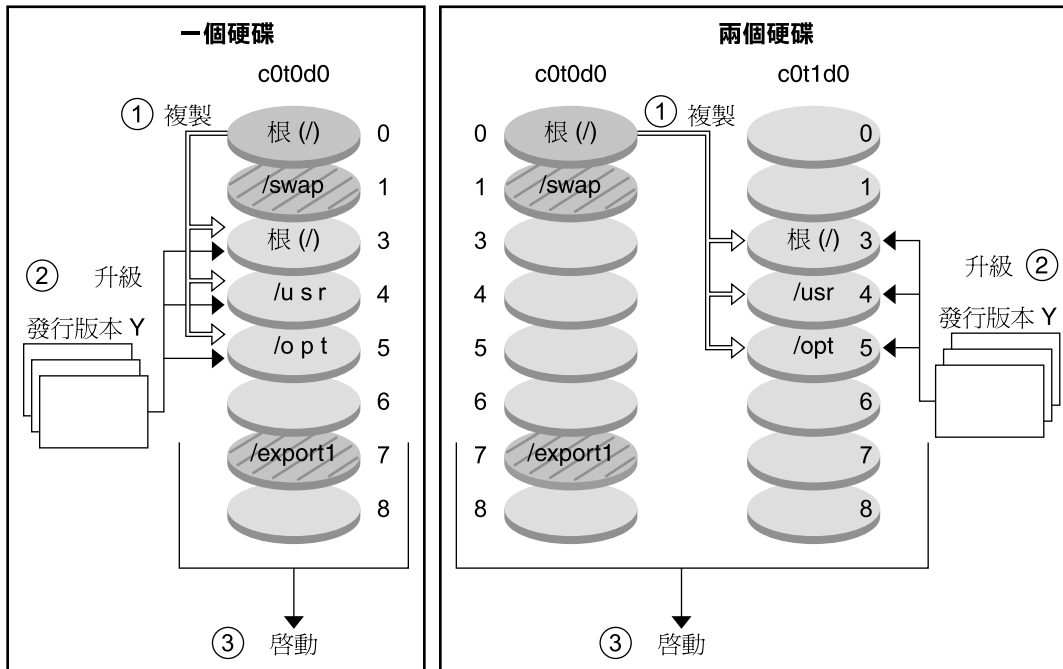 一個硬碟
c0t0d0
① 複製
根 (/) 0
/swap 1
根 (/) 3
② 升級
/u s r 4
發行版本 Y
/o p t 5
6
/export1 7
8
③ 啓動
兩個硬碟
c0t0d0 c0t1d0
① 複製
0 根 (/) 0
1 /swap 1
3 根 (/) 3
升級 ②
4 /usr 4
發行版本 Y
5 /opt 5
6 6
7 /export1 7
8 8
③ 啓動